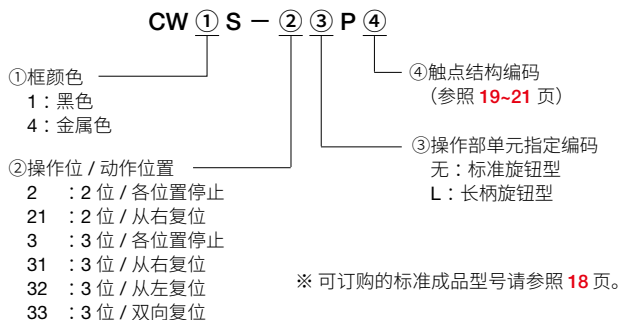 CW ① S － ② ③ P ④
①框颜色
1：黑色
4：金属色
②操作位 / 动作位置
2 ：2 位 / 各位置停止
21 ：2 位 / 从右复位
3 ：3 位 / 各位置停止
31 ：3 位 / 从右复位
32 ：3 位 / 从左复位
33 ：3 位 / 双向复位
④触点结构编码
（参照 19~21 页）
③操作部单元指定编码
无：标准旋钮型
L：长柄旋钮型
※ 可订购的标准成品型号请参照 18 页。